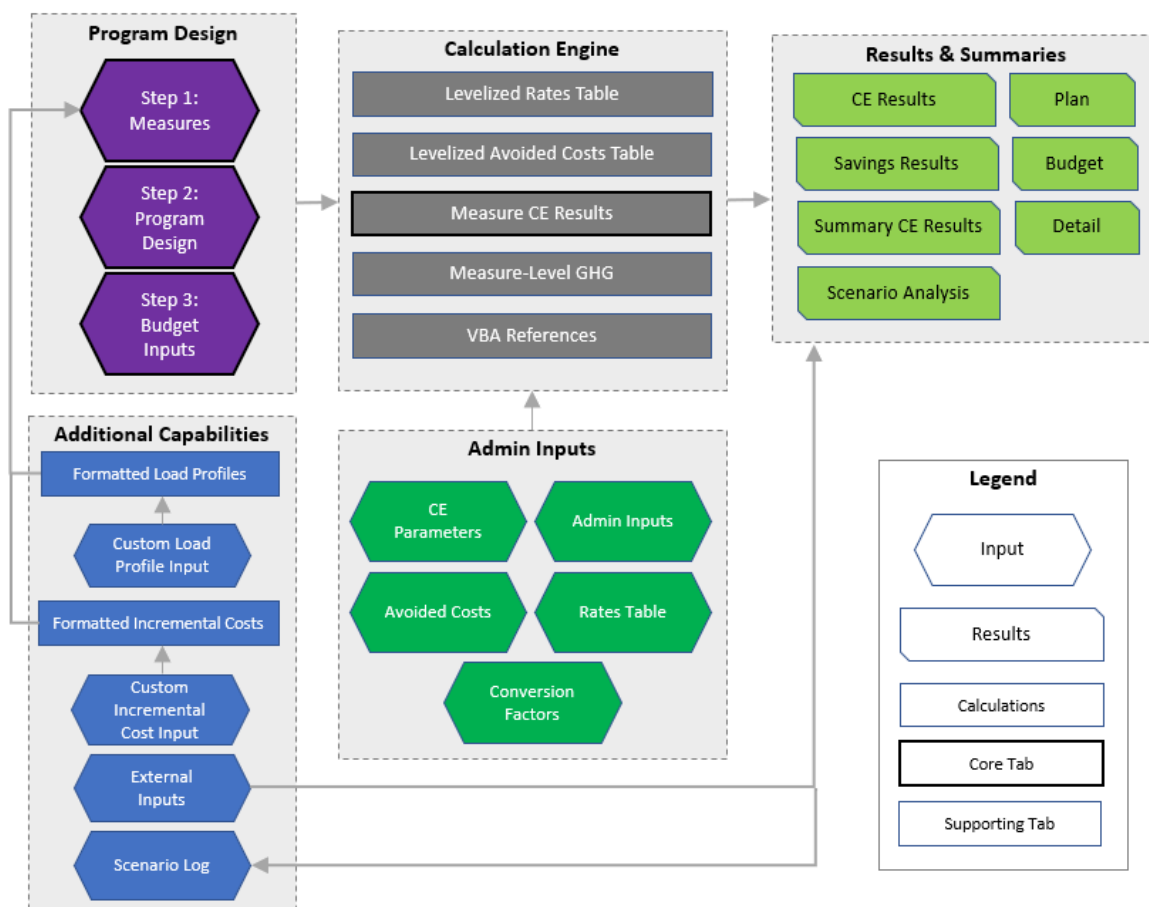 Program Design
Step 1:
Measures
Step 2:
Program
Design
Step 3:
Budget
Inputs
Calculation Engine
Levelized Rates Table
Levelized Avoided Costs Table
Measure CE Results
Measure-Level GHG
VBA References
Results & Summaries
CE Results
Plan
Savings Results
Budget
Summary CE Results
Detail
Scenario Analysis
Additional Capabilities
Formatted Load Profiles
Custom Load
Profile Input
Formatted Incremental Costs
Custom
Incremental
Cost Input
External
Inputs
Scenario Log
Admin Inputs
CE
Parameters
Admin Inputs
Avoided Costs
Rates Table
Conversion
Factors
Legend
Input
Results
Calculations
Core Tab
Supporting Tab